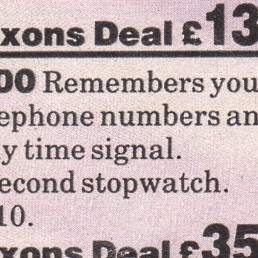 xons Deal £13
00 Remembers you
ephone numbers an
y time signal.
econd stopwatch.
10.
xons Deal £35